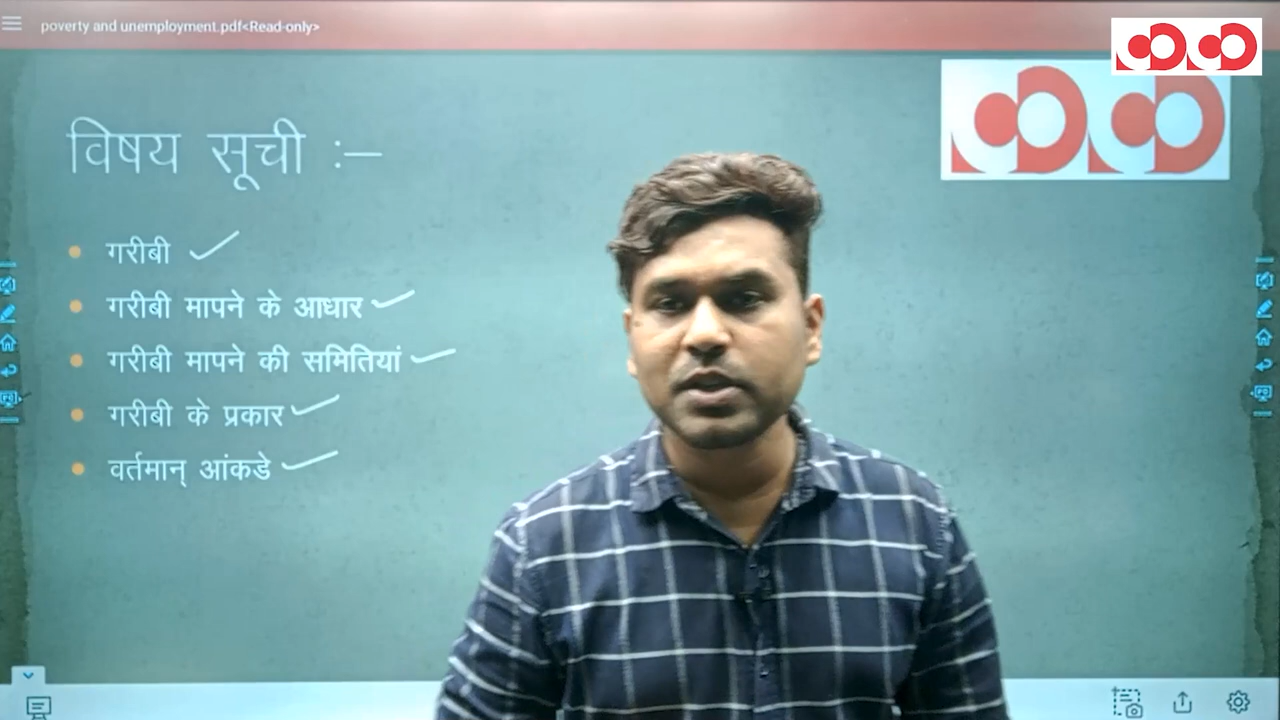 poverty and unemployment.pdf<Read-only>
विषय सूची :–
गरीबी
गरीबी मापने के आधार
गरीबी मापने की समितियां
गरीबी के प्रकार
वर्तमान् आंकडे